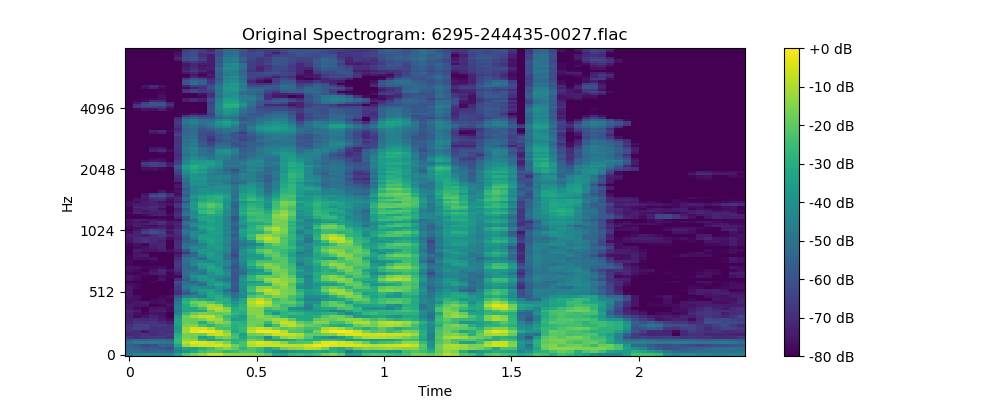 Original Spectrogram: 6295-244435-0027.flac
+0 dB
-10 dB
-20 dB
-30 dB
-40 dB
-50 dB
-60 dB
-70 dB
-80 dB
Hz
4096
2048
1024
512
0
0 0.5 1 1.5 2
Time